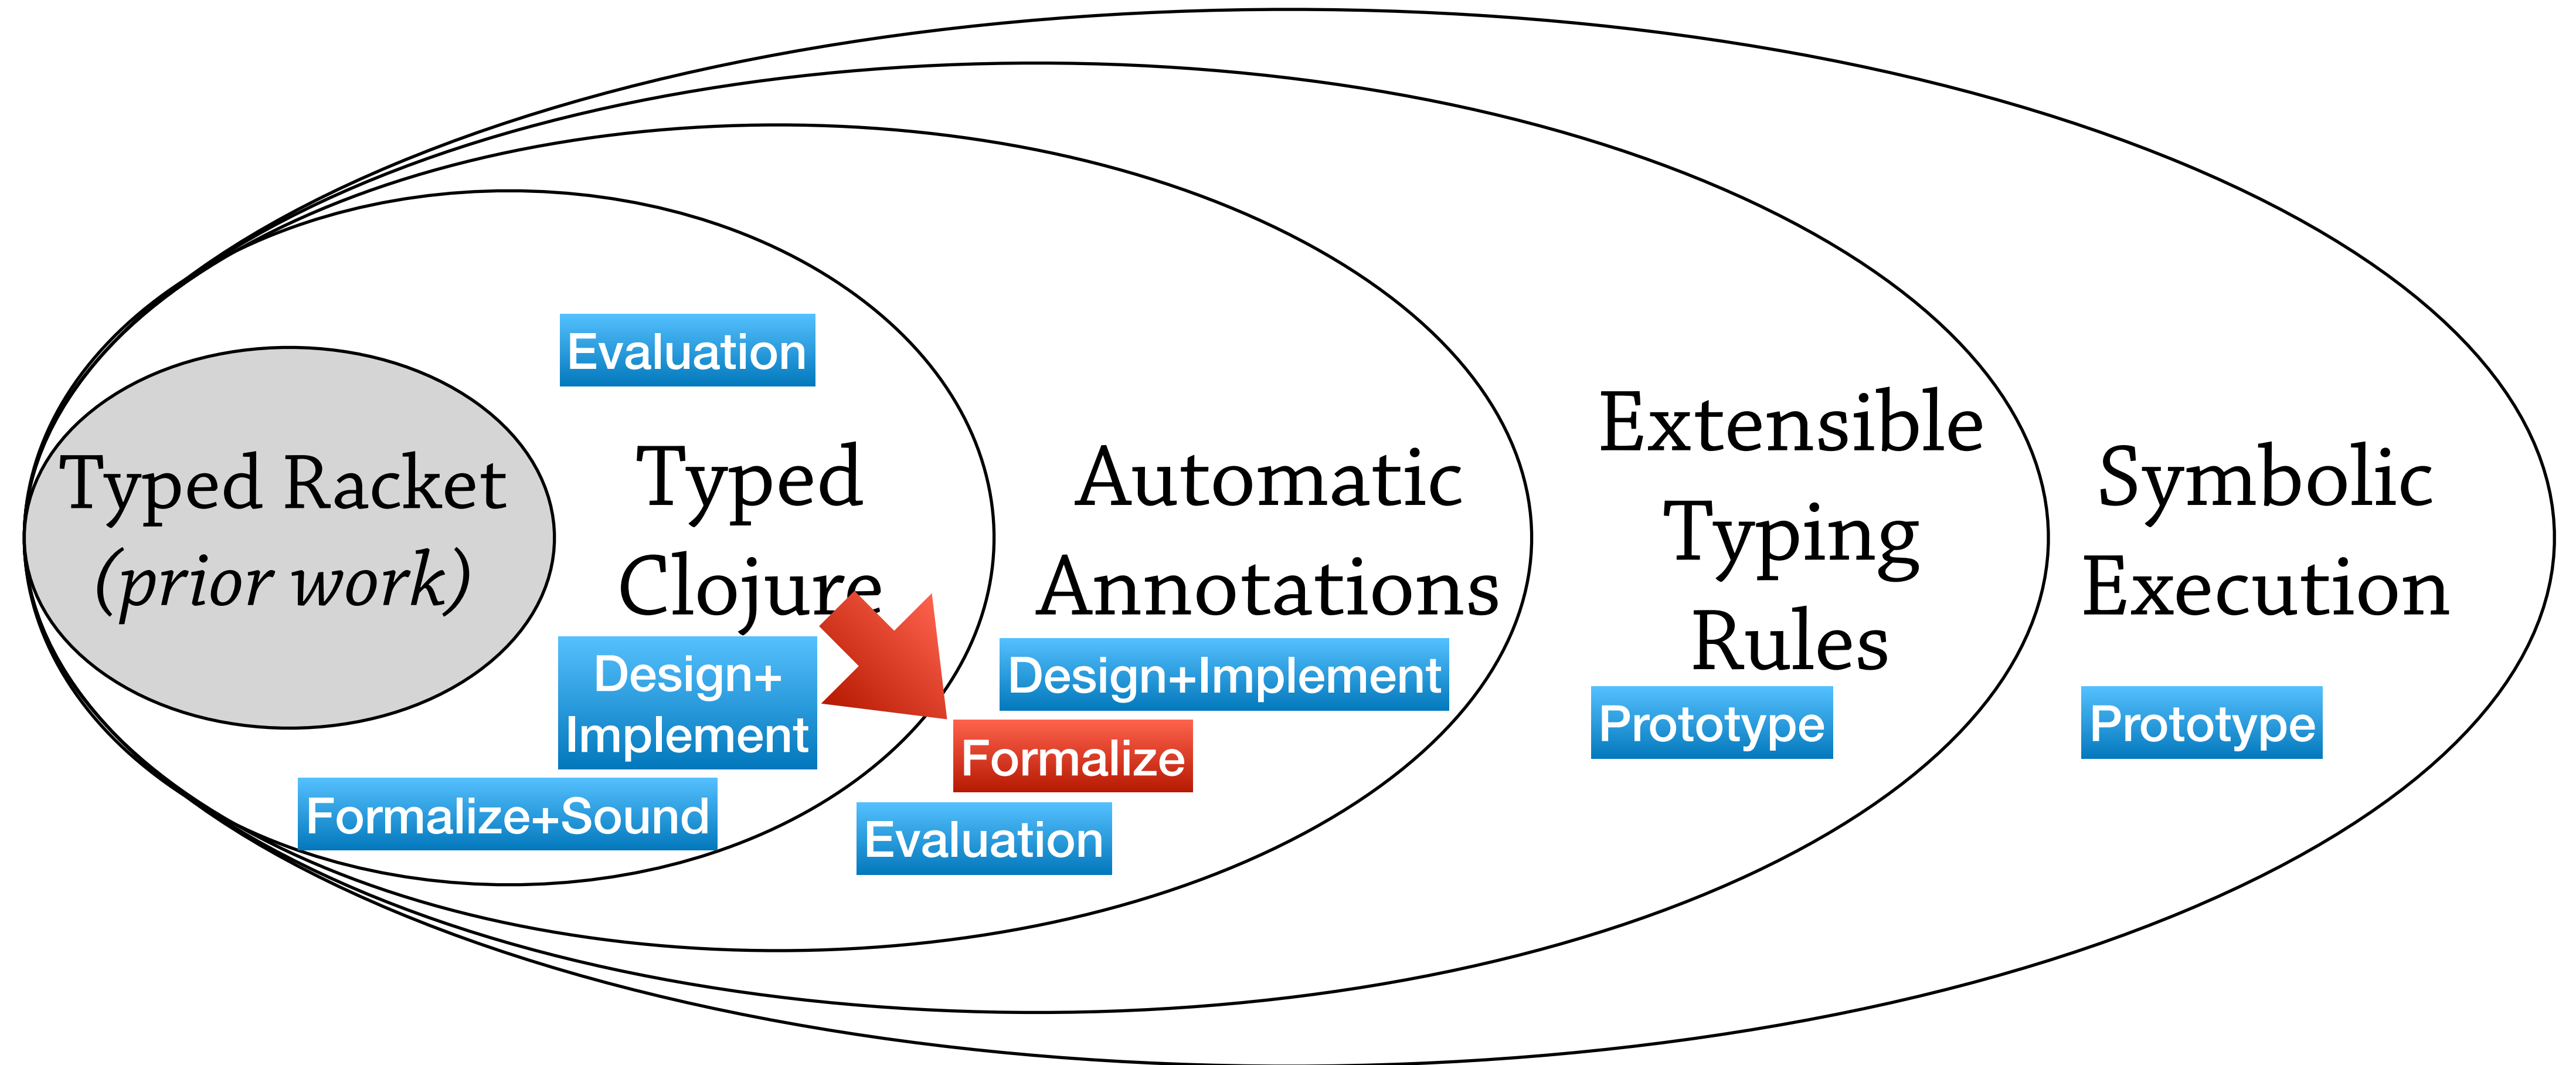 Typed Racket
(prior work)
Evaluation
Typed
Clojure
Design+
Implement
Formalize+Sound
Automatic
Annotations
Design+Implement
Formalize
Evaluation
Extensible
Typing
Rules
Prototype
Symbolic
Execution
Prototype